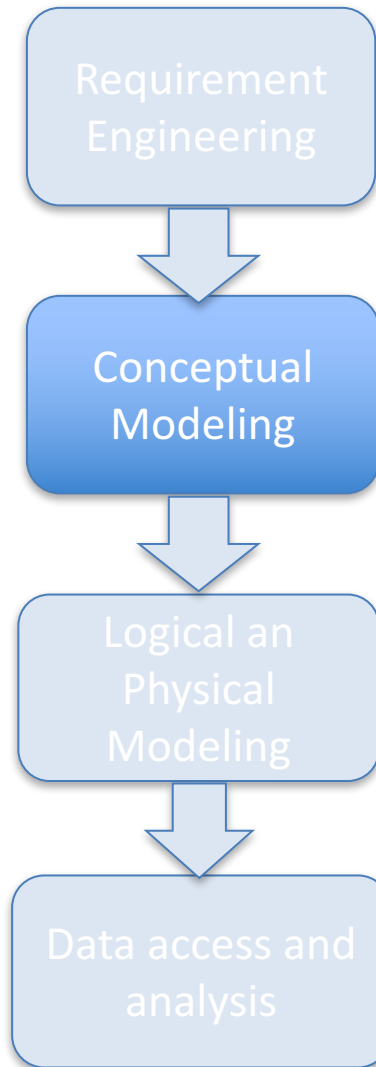 Requirement
Engineering
Conceptual
Modeling
Logical an
Physical
Modeling
Data access and
analysis